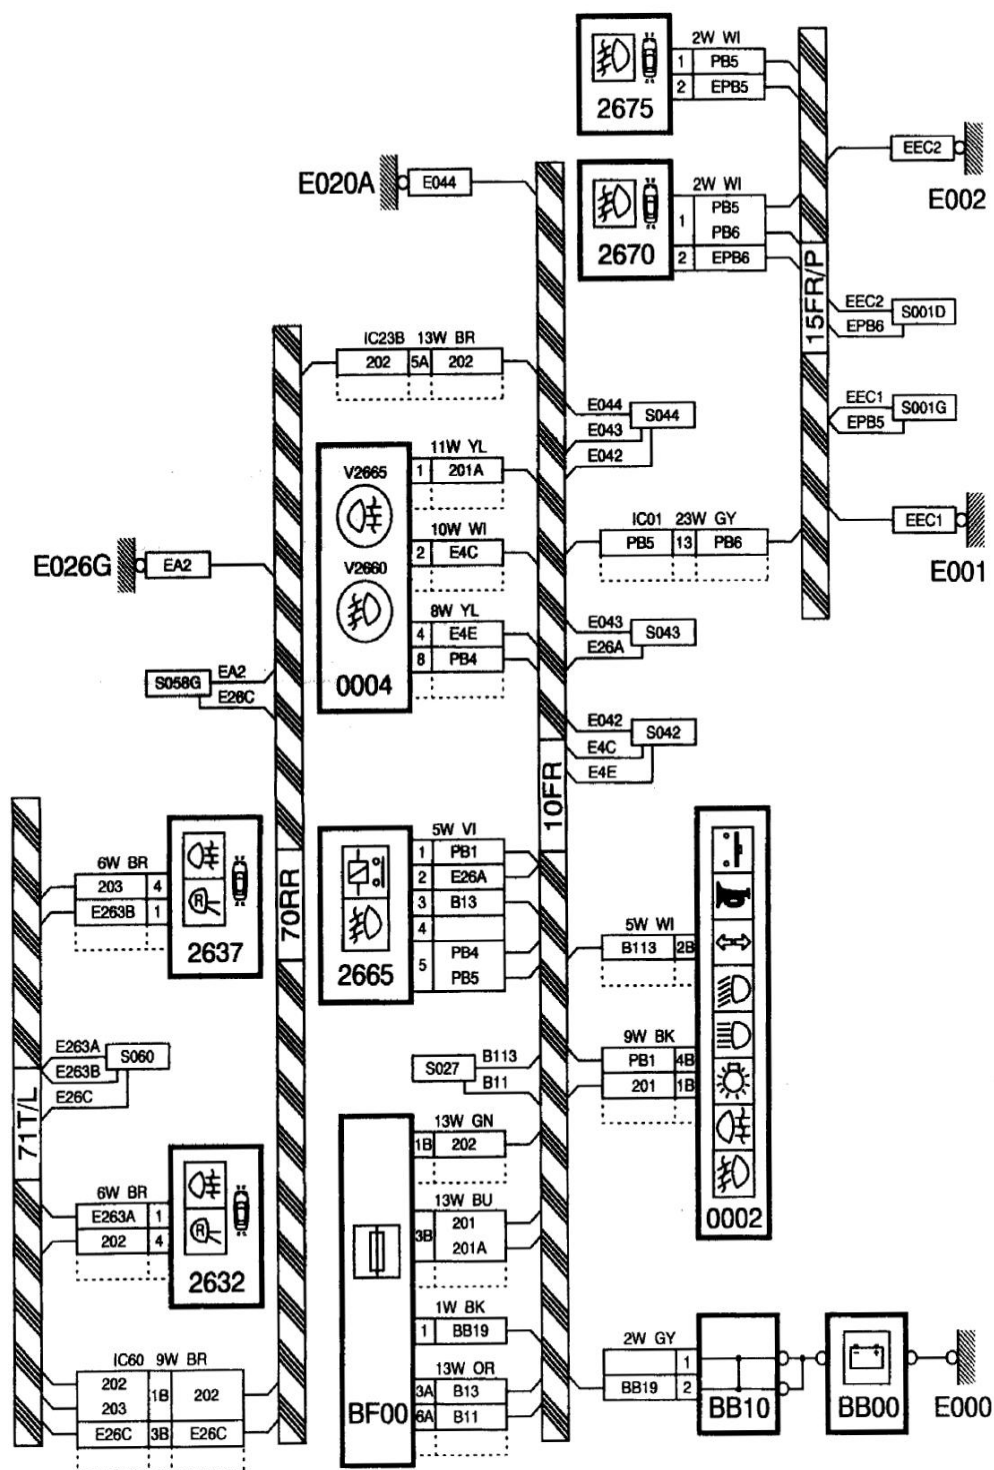 2W WI
1 PB5
2 EPB5
2675
EEC2
E002
E020A
E044
2W WI
1 PB5
PB6
2 EPB6
2670
15FR/P
EEC2
EPB6
S001D
IC23B 13W BR
202 5A 202
E044
E043
E042
S044
EEC1
EPB5
S001G
11W YL
V2665
1 201A
10W WI
2 E4C
V2660
8W YL
4 E4E
8 PB4
0004
IC01 23W GY
PB5 13 PB6
EEC1
E001
E026G
EA2
EA2
E26C
S058G
E043
E26A
S043
E042
E4C
E4E
S042
10FR
70RR
6W BR
203 4
E263B 1
2637
5W VI
1 PB1
2 E26A
3 B13
4
5 PB4
PB5
2665
5W WI
B113 2B
9W BK
PB1 4B
201 1B
0002
E263A
E263B
E26C
S060
71T/L
S027
B113
B11
6W BR
E263A 1
202 4
R
R
2632
13W GN
1B 202
13W BU
3B 201
201A
1W BK
1 BB19
13W OR
3A B13
6A B11
BF00
IC60 9W BR
202
203
1B 202
E26C 3B E26C
2W GY
1
BB19 2
BB10
BB00
E000